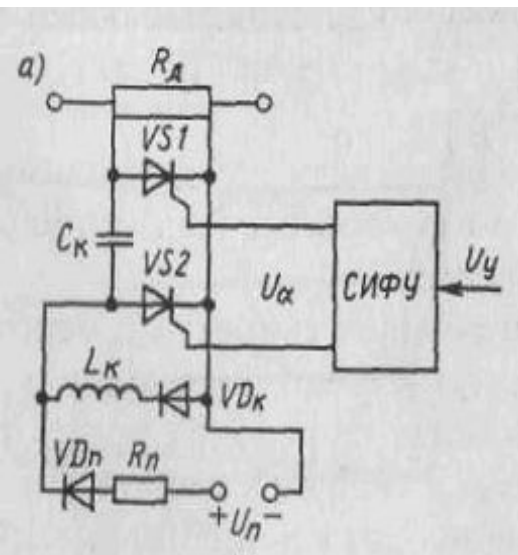 а)
Rд
VS1
Cк
VS2
Uα
СИФУ
Uу
Lк
VDк
VDп
Rп
+ Uп -